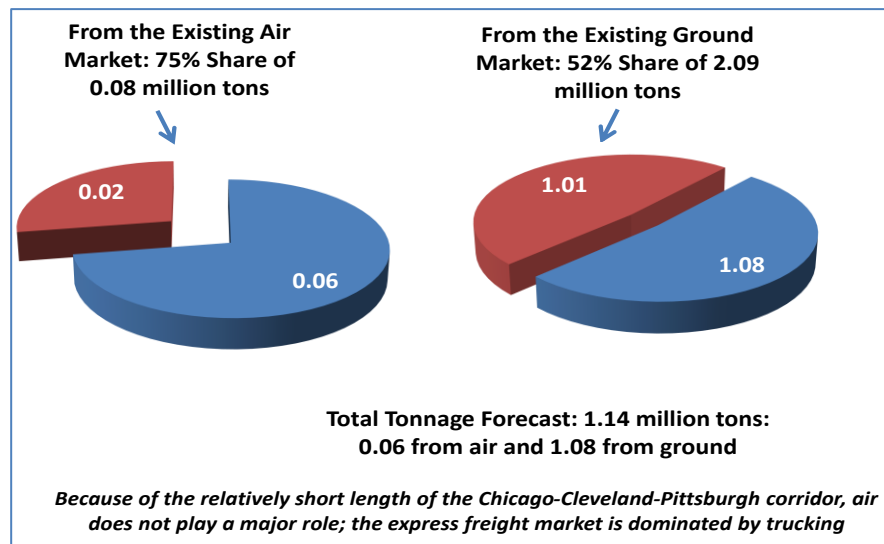 From the Existing Air
Market: 75% Share of
0.08 million tons
From the Existing Ground
Market: 52% Share of 2.09
million tons
0.02
0.06
1.01
1.08
Total Tonnage Forecast: 1.14 million tons:
0.06 from air and 1.08 from ground
Because of the relatively short length of the Chicago-Cleveland-Pittsburgh corridor, air
does not play a major role; the express freight market is dominated by trucking